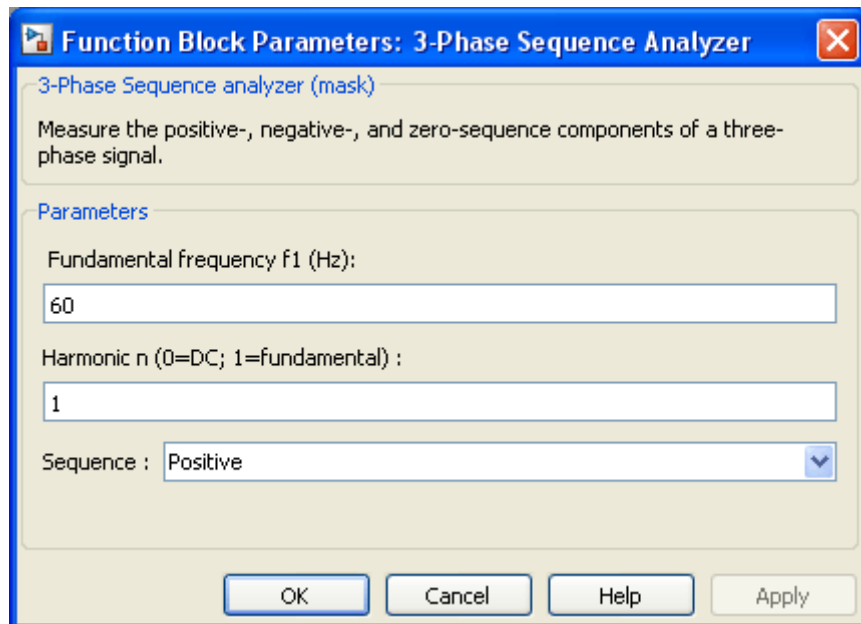 Function Block Parameters: 3-Phase Sequence Analyzer
3-Phase Sequence analyzer (mask)
Measure the positive-, negative-, and zero-sequence components of a three-
phase signal.
Parameters
Fundamental frequency f1 (Hz):
60
Harmonic n (0=DC; 1=fundamental) :
1
Sequence : Positive
OK Cancel Help Apply